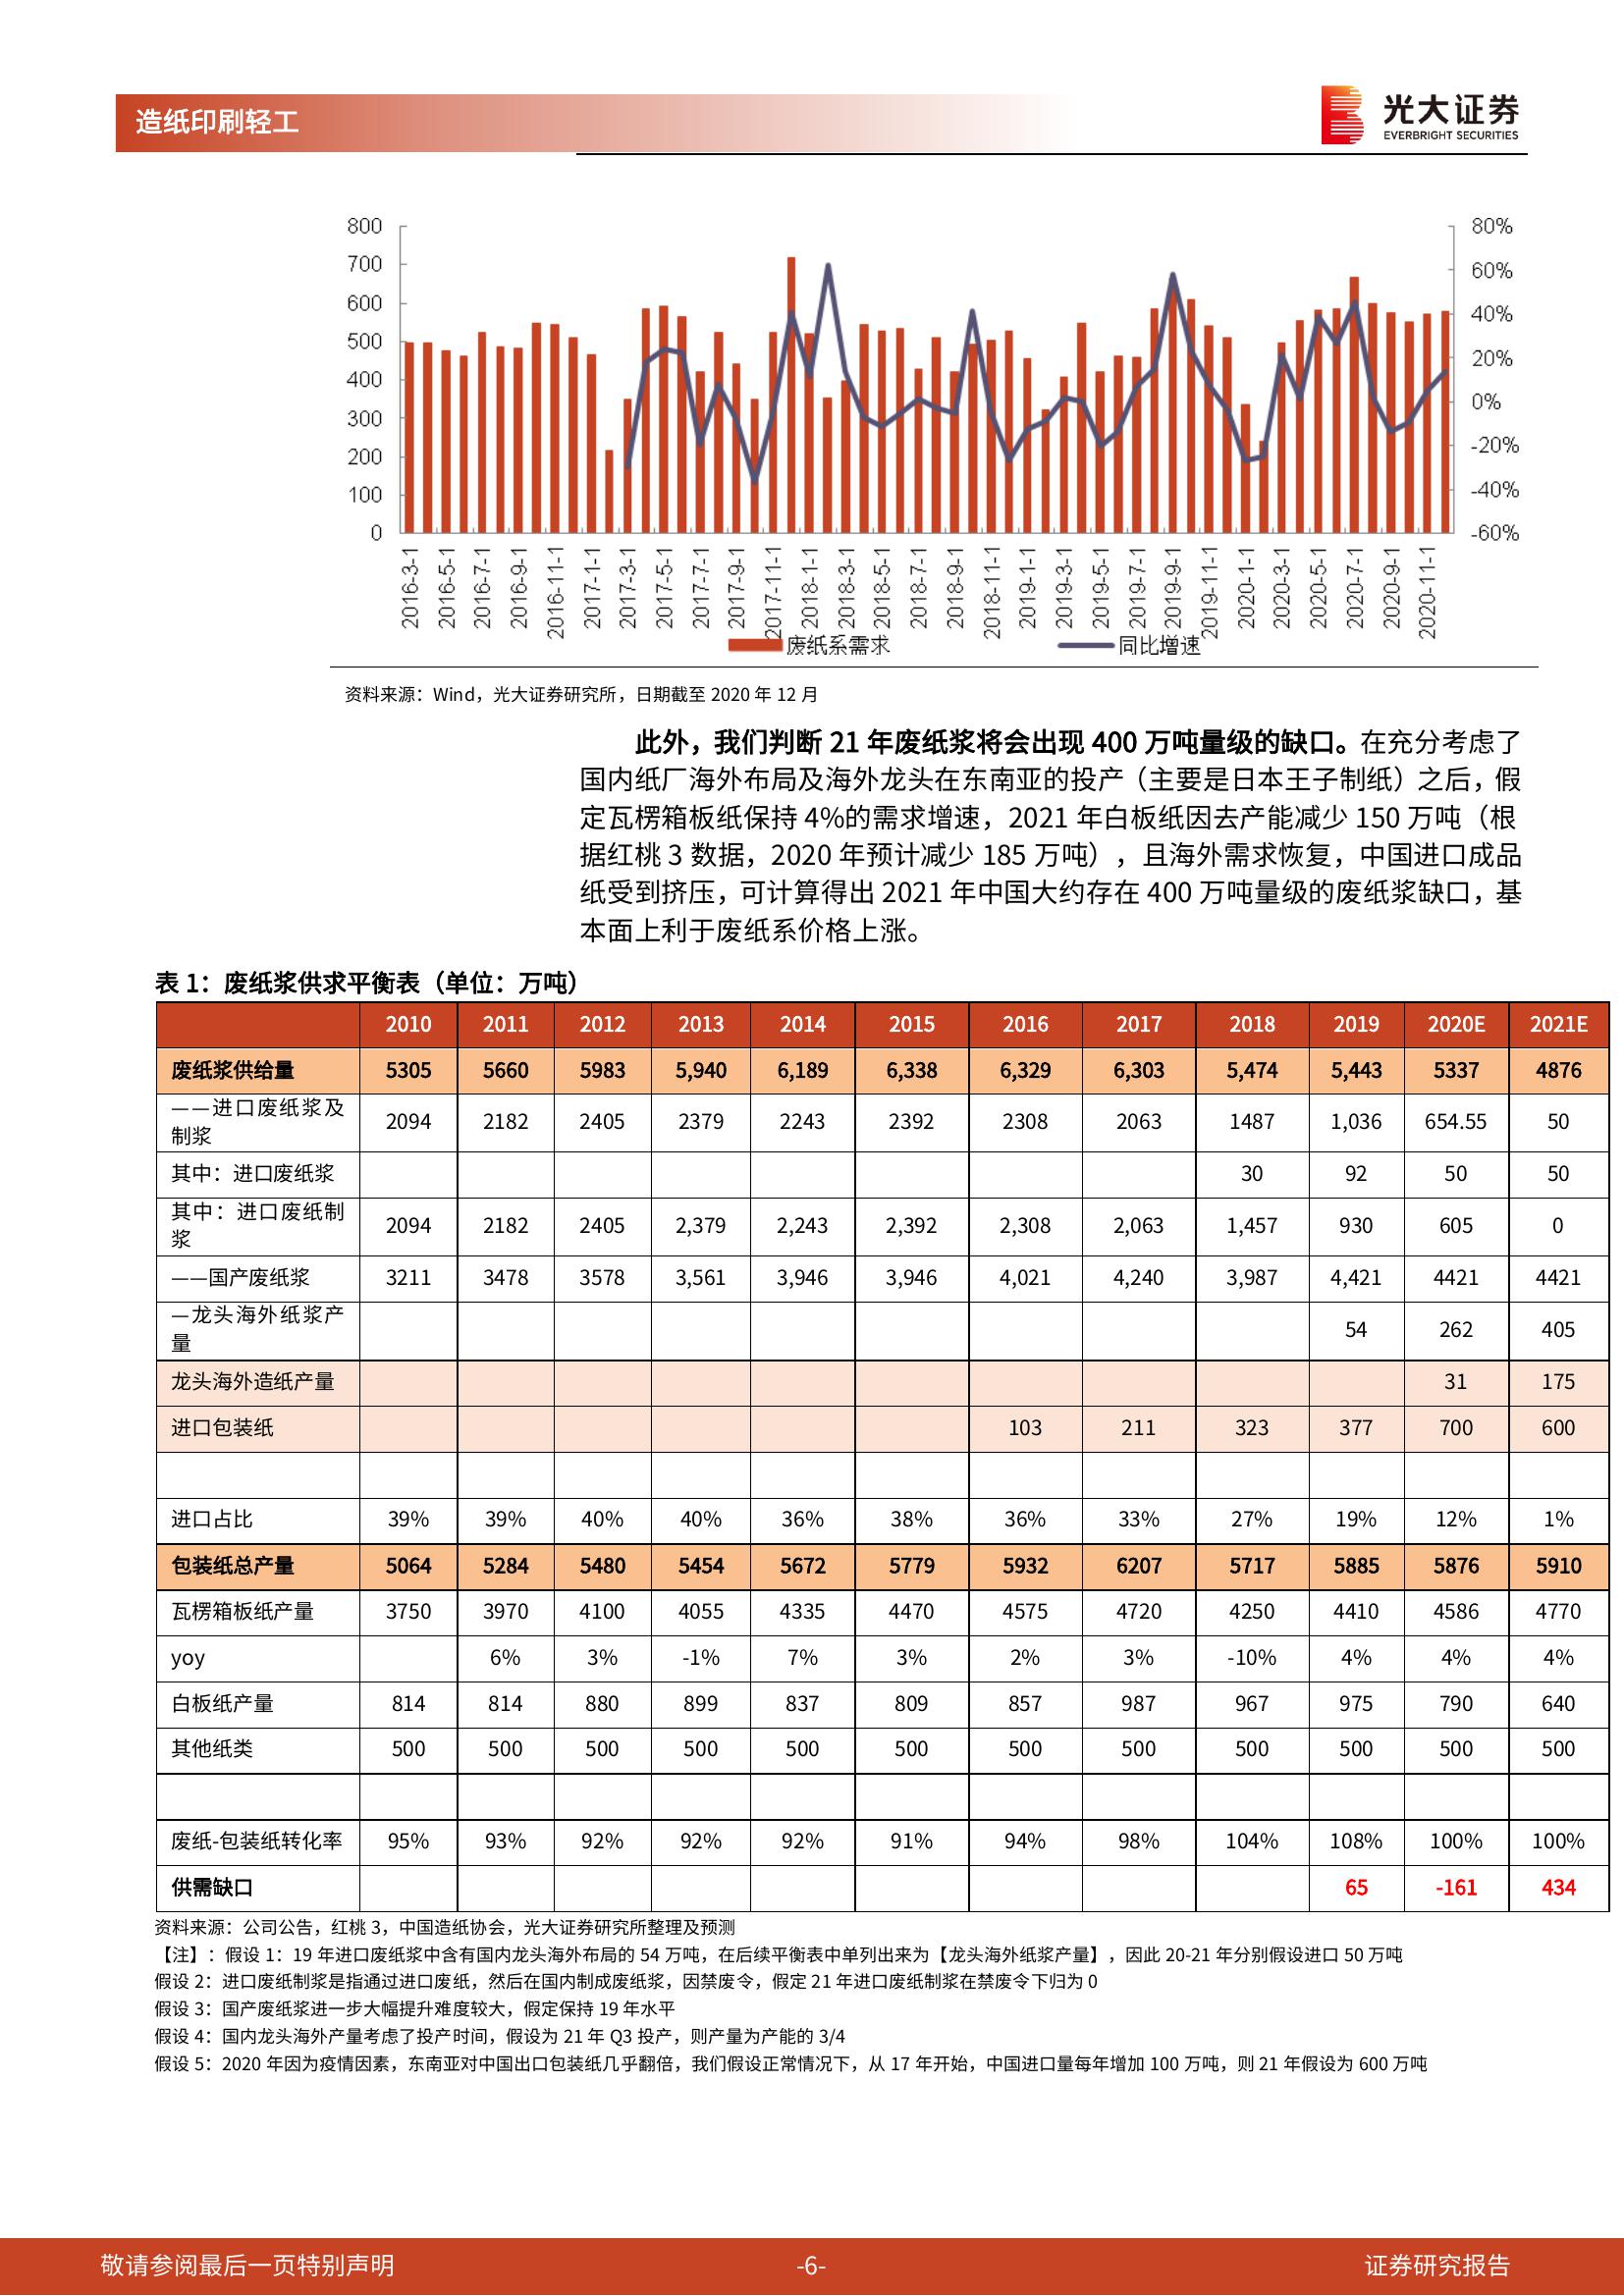 造纸印刷轻工
光大证券
EVERBRIGHT SECURITIES
800 80%
700 60%
600 40%
500 20%
400 0%
300 -20%
200 -40%
100 -60%
0
2016-3-1 2016-5-1 2016-7-1 2016-9-1 2016-11-1 2017-1-1 2017-3-1 2017-5-1 2017-7-1 2017-9-1 2017-11-1 2018-1-1 2018-3-1 2018-5-1 2018-7-1 2018-9-1 2018-11-1 2019-1-1 2019-3-1 2019-5-1 2019-7-1 2019-9-1 2019-11-1 2020-1-1 2020-3-1 2020-5-1 2020-7-1 2020-9-1 2020-11-1
废纸系需求 同比增速
资料来源：Wind，光大证券研究所，日期截至 2020 年 12 月
此外，我们判断 21 年废纸浆将会出现 400 万吨量级的缺口。在充分考虑了
国内纸厂海外布局及海外龙头在东南亚的投产（主要是日本王子制纸）之后，假
定瓦楞箱板纸保持 4%的需求增速，2021 年白板纸因去产能减少 150 万吨（根
据红桃 3 数据，2020 年预计减少 185 万吨），且海外需求恢复，中国进口成品
纸受到挤压，可计算得出 2021 年中国大约存在 400 万吨量级的废纸浆缺口，基
本面上利于废纸系价格上涨。
表 1：废纸浆供求平衡表（单位：万吨）
2010 2011 2012 2013 2014 2015 2016 2017 2018 2019 2020E 2021E
废纸浆供给量 5305 5660 5983 5,940 6,189 6,338 6,329 6,303 5,474 5,443 5337 4876
——进口废纸浆及
制浆 2094 2182 2405 2379 2243 2392 2308 2063 1487 1,036 654.55 50
其中：进口废纸浆 30 92 50 50
其中：进口废纸制
浆 2094 2182 2405 2,379 2,243 2,392 2,308 2,063 1,457 930 605 0
——国产废纸浆 3211 3478 3578 3,561 3,946 3,946 4,021 4,240 3,987 4,421 4421 4421
—龙头海外纸浆产
量 54 262 405
龙头海外造纸产量 31 175
进口包装纸 103 211 323 377 700 600
进口占比 39% 39% 40% 40% 36% 38% 36% 33% 27% 19% 12% 1%
包装纸总产量 5064 5284 5480 5454 5672 5779 5932 6207 5717 5885 5876 5910
瓦楞箱板纸产量 3750 3970 4100 4055 4335 4470 4575 4720 4250 4410 4586 4770
yoy 6% 3% -1% 7% 3% 2% 3% -10% 4% 4% 4%
白板纸产量 814 814 880 899 837 809 857 987 967 975 790 640
其他纸类 500 500 500 500 500 500 500 500 500 500 500 500
废纸-包装纸转化率 95% 93% 92% 92% 92% 91% 94% 98% 104% 108% 100% 100%
供需缺口 65 -161 434
资料来源：公司公告，红桃 3，中国造纸协会，光大证券研究所整理及预测
【注】：假设 1：19 年进口废纸浆中含有国内龙头海外布局的 54 万吨，在后续平衡表中单列出来为【龙头海外纸浆产量】，因此 20-21 年分别假设进口 50 万吨
假设 2：进口废纸制浆是指通过进口废纸，然后在国内制成废纸浆，因禁废令，假定 21 年进口废纸制浆在禁废令下归为 0
假设 3：国产废纸浆进一步大幅提升难度较大，假定保持 19 年水平
假设 4：国内龙头海外产量考虑了投产时间，假设为 21 年 Q3 投产，则产量为产能的 3/4
假设 5：2020 年因为疫情因素，东南亚对中国出口包装纸几乎翻倍，我们假设正常情况下，从 17 年开始，中国进口量每年增加 100 万吨，则 21 年假设为 600 万吨
敬请参阅最后一页特别声明 -6- 证券研究报告